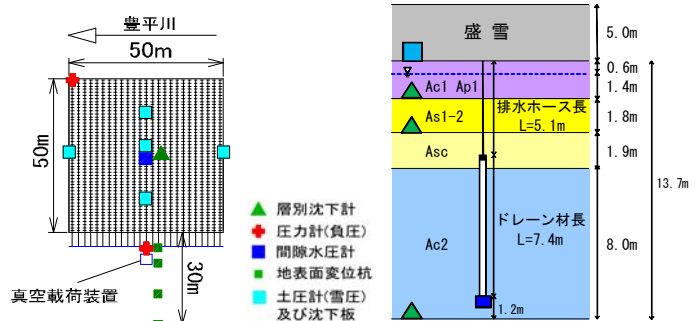 豊平川
50m
50m
30m
真空載荷装置
層別沈下計
圧力計(負圧)
間隙水圧計
地表面変位杭
土圧計(雪圧)
及び沈下板
盛雪
5.0m
0.6m
Ac1 Ap1
1.4m
As1-2
排水ホース長
L=5.1m
1.8m
Asc
1.9m
13.7m
Ac2
ドレーン材長
L=7.4m
8.0m
1.2m